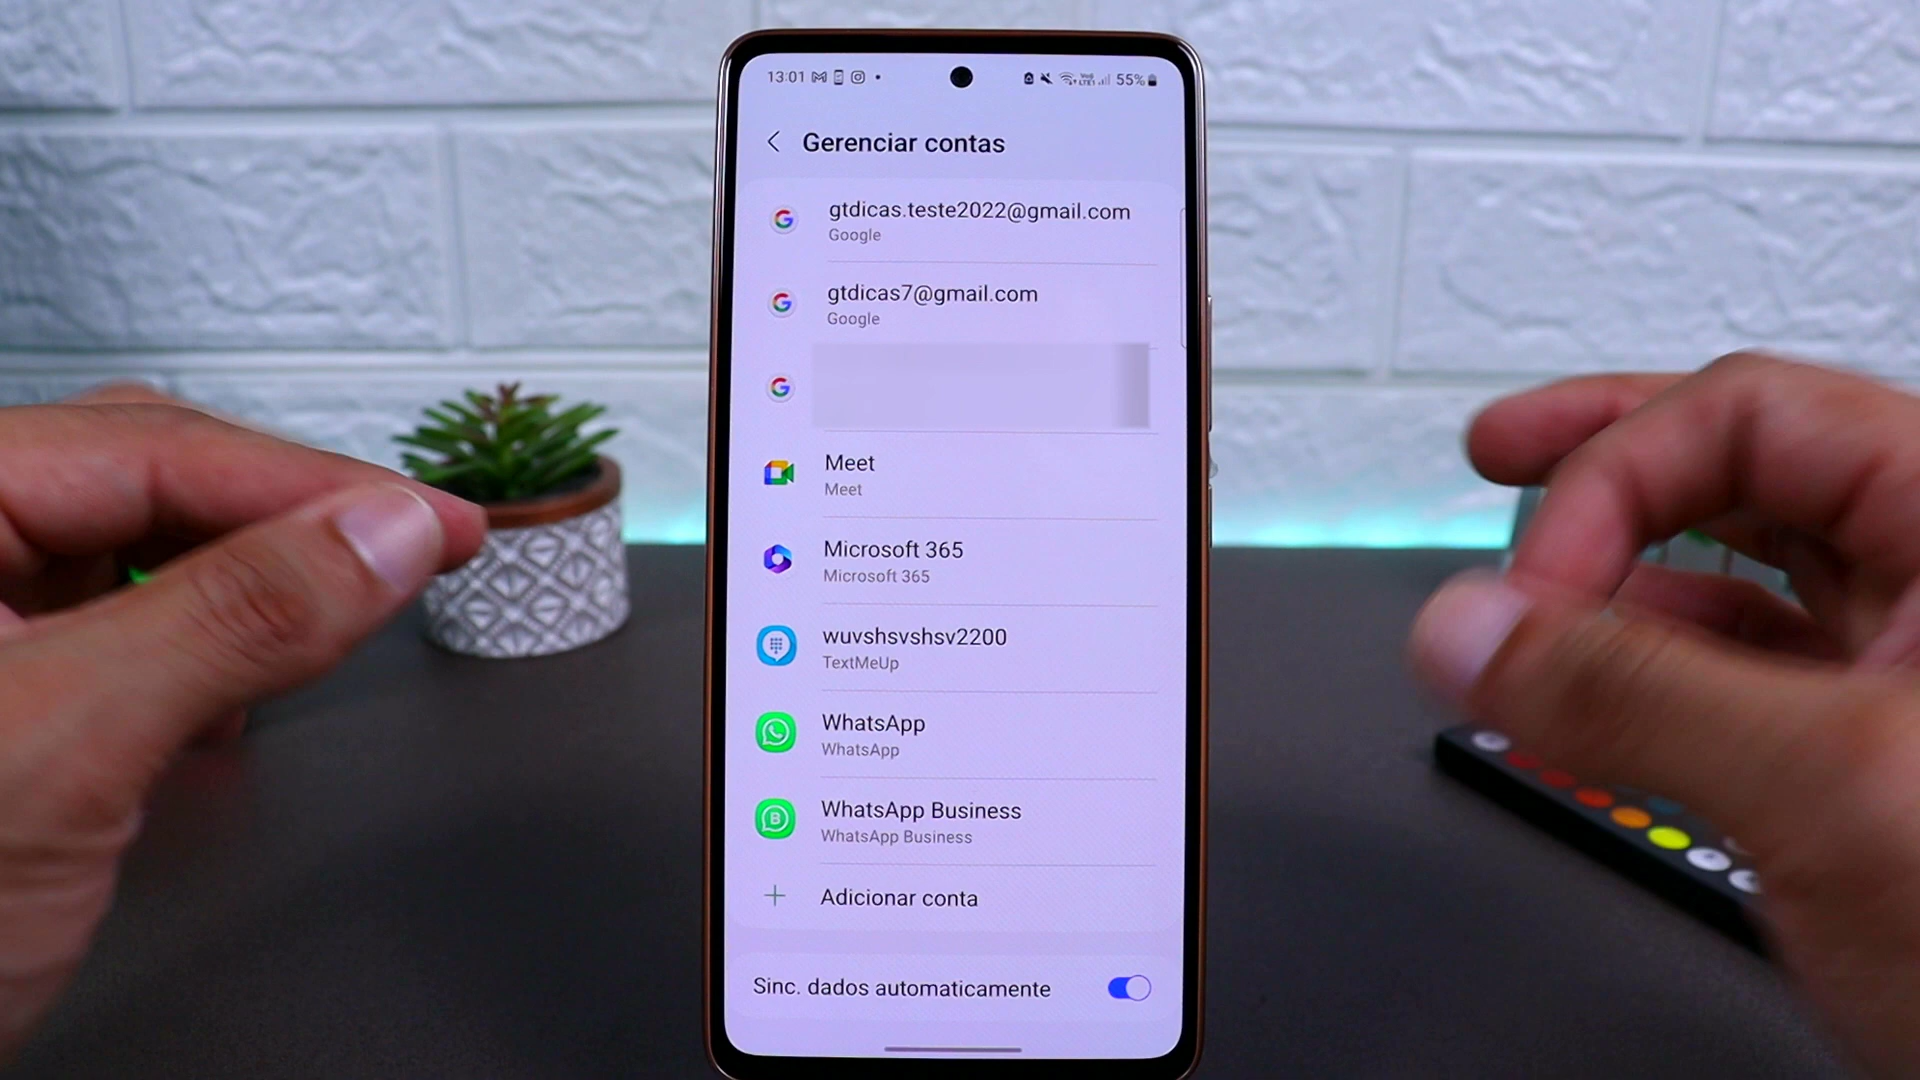 13:01 55%
Gerenciar contas
gtdicas.teste2022@gmail.com
Google
gtdicas7@gmail.com
Google
Meet
Meet
Microsoft 365
Microsoft 365
wuvshsvshsv2200
TextMeUp
WhatsApp
WhatsApp
WhatsApp Business
WhatsApp Business
Adicionar conta
Sinc. dados automaticamente